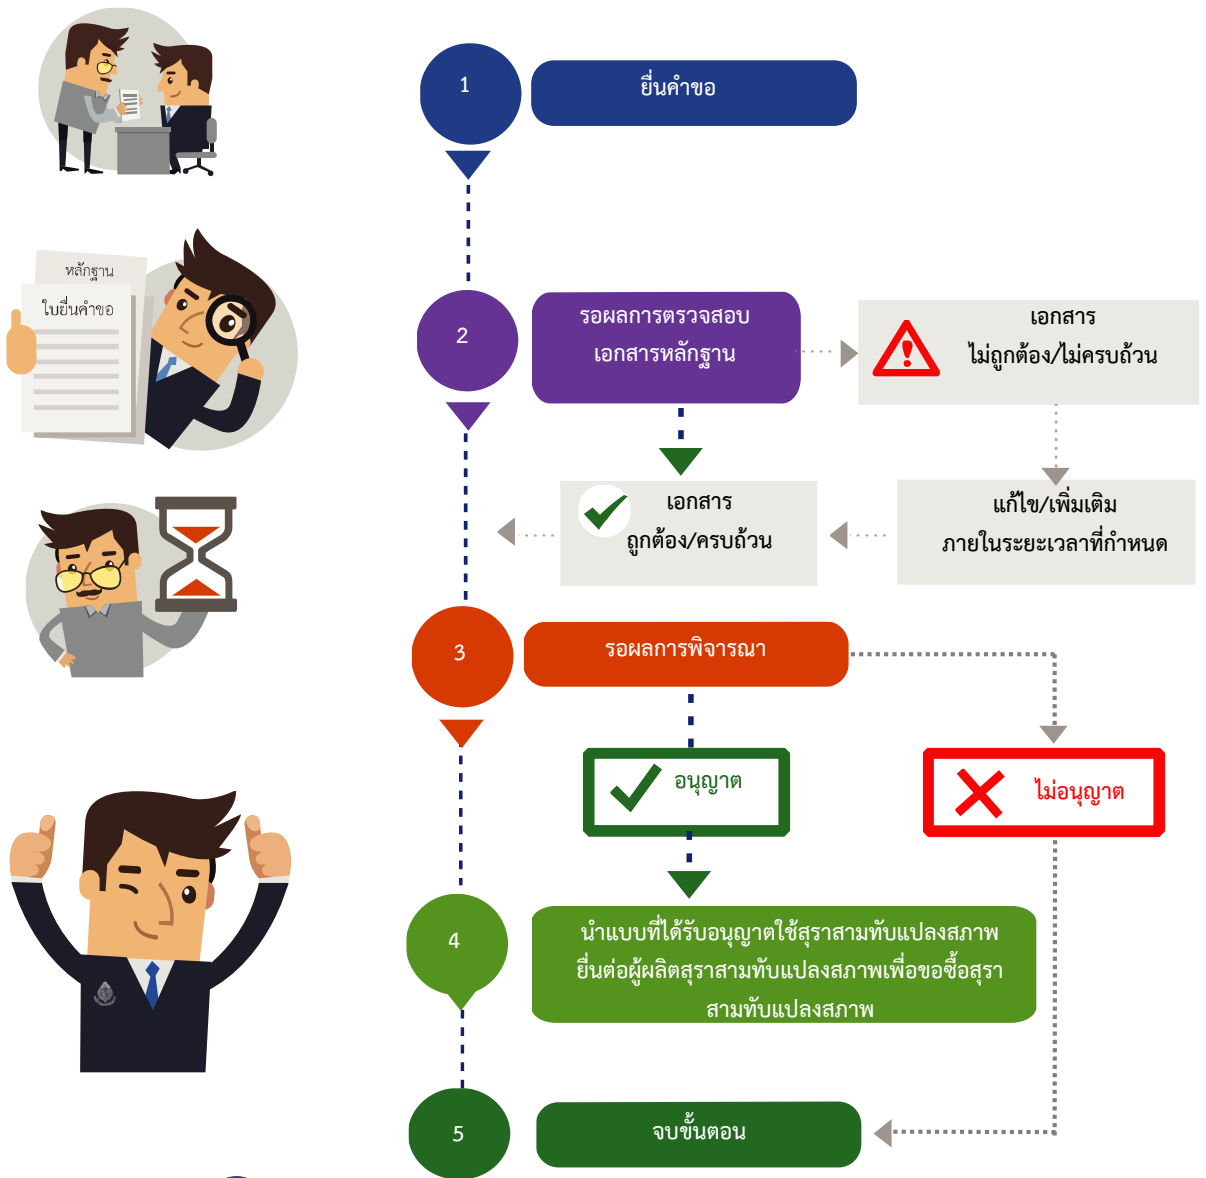 1
ยื่นคำขอ
หลักฐาน
ใบยื่นคำขอ
2
รอผลการตรวจสอบ
เอกสารหลักฐาน
เอกสาร
ไม่ถูกต้อง/ไม่ครบถ้วน
เอกสาร
ถูกต้อง/ครบถ้วน
แก้ไข/เพิ่มเติม
ภายในระยะเวลาที่กำหนด
3
รอผลการพิจารณา
อนุญาต
ไม่อนุญาต
4
นำแบบที่ได้รับอนุญาตใช้สุราสามทับแปลงสภาพ
ยื่นต่อผู้ผลิตสุราสามทับแปลงสภาพเพื่อขอซื้อสุรา
สามทับแปลงสภาพ
5
จบขั้นตอน